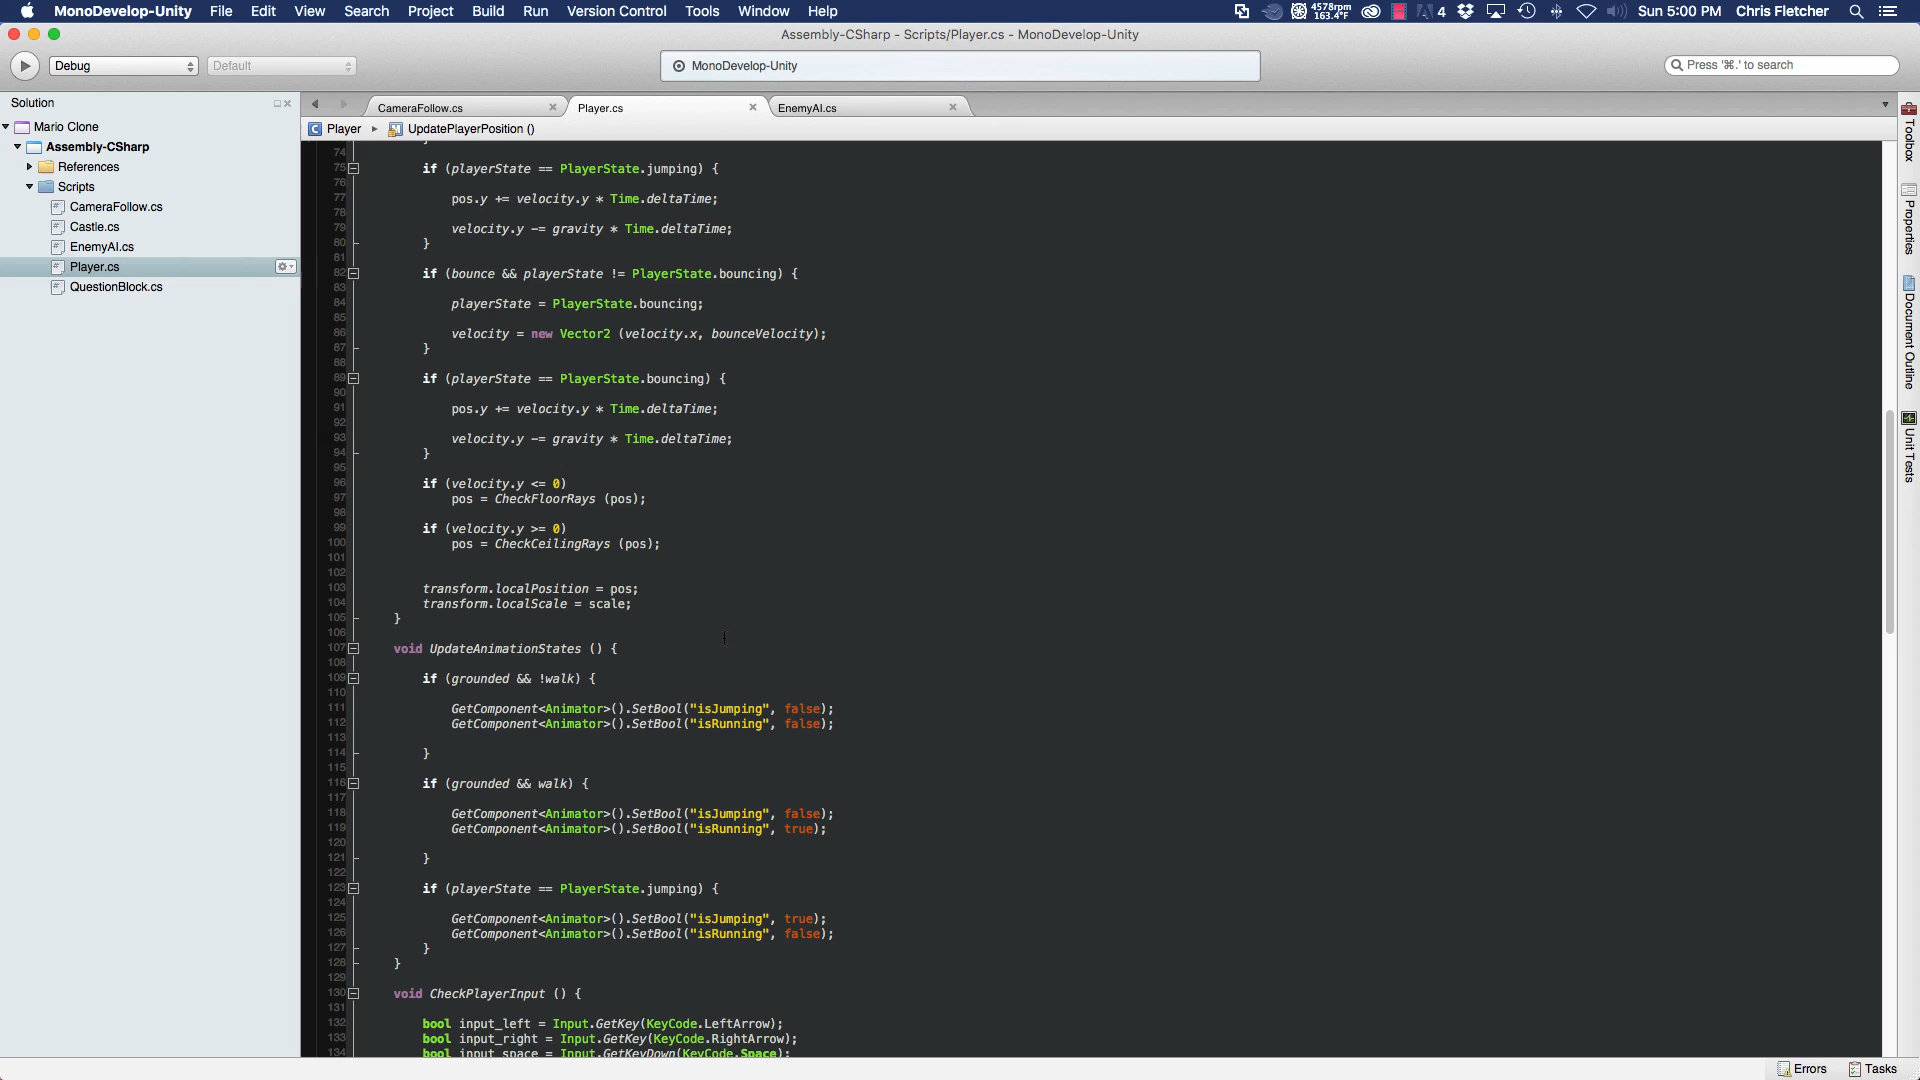 MonoDevelop-Unity File Edit View Search Project Build Run Version Control Tools Window Help 4578rpm 163.4°F 4 Sun 5:00 PM Chris Fletcher
Assembly-CSharp - Scripts/Player.cs - MonoDevelop-Unity
Debug Default MonoDevelop-Unity Press '⌘.' to search
Solution
CameraFollow.cs Player.cs EnemyAI.cs
Mario Clone
Assembly-CSharp
References
Scripts
CameraFollow.cs
Castle.cs
EnemyAI.cs
Player.cs
QuestionBlock.cs
C Player UpdatePlayerPosition ()
74
75 if (playerState == PlayerState.jumping) {
76
77 pos.y += velocity.y * Time.deltaTime;
78
79 velocity.y -= gravity * Time.deltaTime;
80 }
81
82 if (bounce && playerState != PlayerState.bouncing) {
83
84 playerState = PlayerState.bouncing;
85
86 velocity = new Vector2 (velocity.x, bounceVelocity);
87 }
88
89 if (playerState == PlayerState.bouncing) {
90
91 pos.y += velocity.y * Time.deltaTime;
92
93 velocity.y -= gravity * Time.deltaTime;
94 }
95
96 if (velocity.y <= 0)
97 pos = CheckFloorRays (pos);
98
99 if (velocity.y >= 0)
100 pos = CheckCeilingRays (pos);
101
102
103 transform.localPosition = pos;
104 transform.localScale = scale;
105 }
106
107 void UpdateAnimationStates () {
108
109 if (grounded && !walk) {
110
111 GetComponent<Animator>().SetBool("isJumping", false);
112 GetComponent<Animator>().SetBool("isRunning", false);
113
114 }
115
116 if (grounded && walk) {
117
118 GetComponent<Animator>().SetBool("isJumping", false);
119 GetComponent<Animator>().SetBool("isRunning", true);
120
121 }
122
123 if (playerState == PlayerState.jumping) {
124
125 GetComponent<Animator>().SetBool("isJumping", true);
126 GetComponent<Animator>().SetBool("isRunning", false);
127 }
128 }
129
130 void CheckPlayerInput () {
131
132 bool input_left = Input.GetKey(KeyCode.LeftArrow);
133 bool input_right = Input.GetKey(KeyCode.RightArrow);
134 bool input_space = Input.GetKeyDown(KeyCode.Space);
Toolbox
Properties
Document Outline
Unit Tests
Errors Tasks